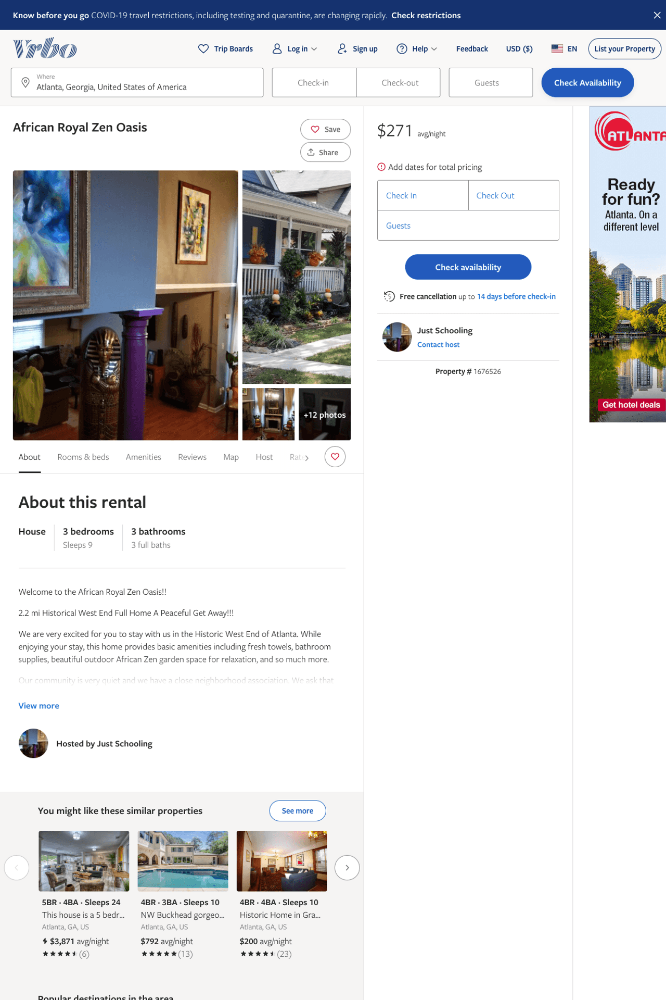 Know before you go COVID-19 travel restrictions, including testing and quarantine, are changing rapidly. Check restrictions
Vrbo
Trip Boards
Log in
Sign up
Help
Feedback
USD ($)
EN
List your Property
Where
Atlanta, Georgia, United States of America
Check-in
Check-out
Guests
Check Availability
African Royal Zen Oasis
Save
Share
+12 photos
About
Rooms & beds
Amenities
Reviews
Map
Host
About this rental
House
3 bedrooms
Sleeps 9
3 bathrooms
3 full baths
Welcome to the African Royal Zen Oasis!!
2.2 mi Historical West End Full Home A Peaceful Get Away!!!
We are very excited for you to stay with us in the Historic West End of Atlanta. While
enjoying your stay, this home provides basic amenities including fresh towels, bathroom
supplies, beautiful outdoor African Zen garden space for relaxation, and so much more.
Our community is very quiet and we have a close neighborhood association. We ask that
View more
Hosted by Just Schooling
You might like these similar properties
See more
5BR · 4BA · Sleeps 24
This house is a 5 bedr...
Atlanta, GA, US
$3,871 avg/night
(6)
4BR · 3BA · Sleeps 10
NW Buckhead gorgeo...
Atlanta, GA, US
$792 avg/night
(13)
4BR · 4BA · Sleeps 10
Historic Home in Gra...
Atlanta, GA, US
$200 avg/night
(23)
Popular destinations in the area
$271 avg/night
Add dates for total pricing
Check In
Check Out
Guests
Check availability
Free cancellation up to 14 days before check-in
Just Schooling
Contact host
Property # 1676526
ATLANTA
Ready
for fun?
Atlanta. On a
different level
Get hotel deals